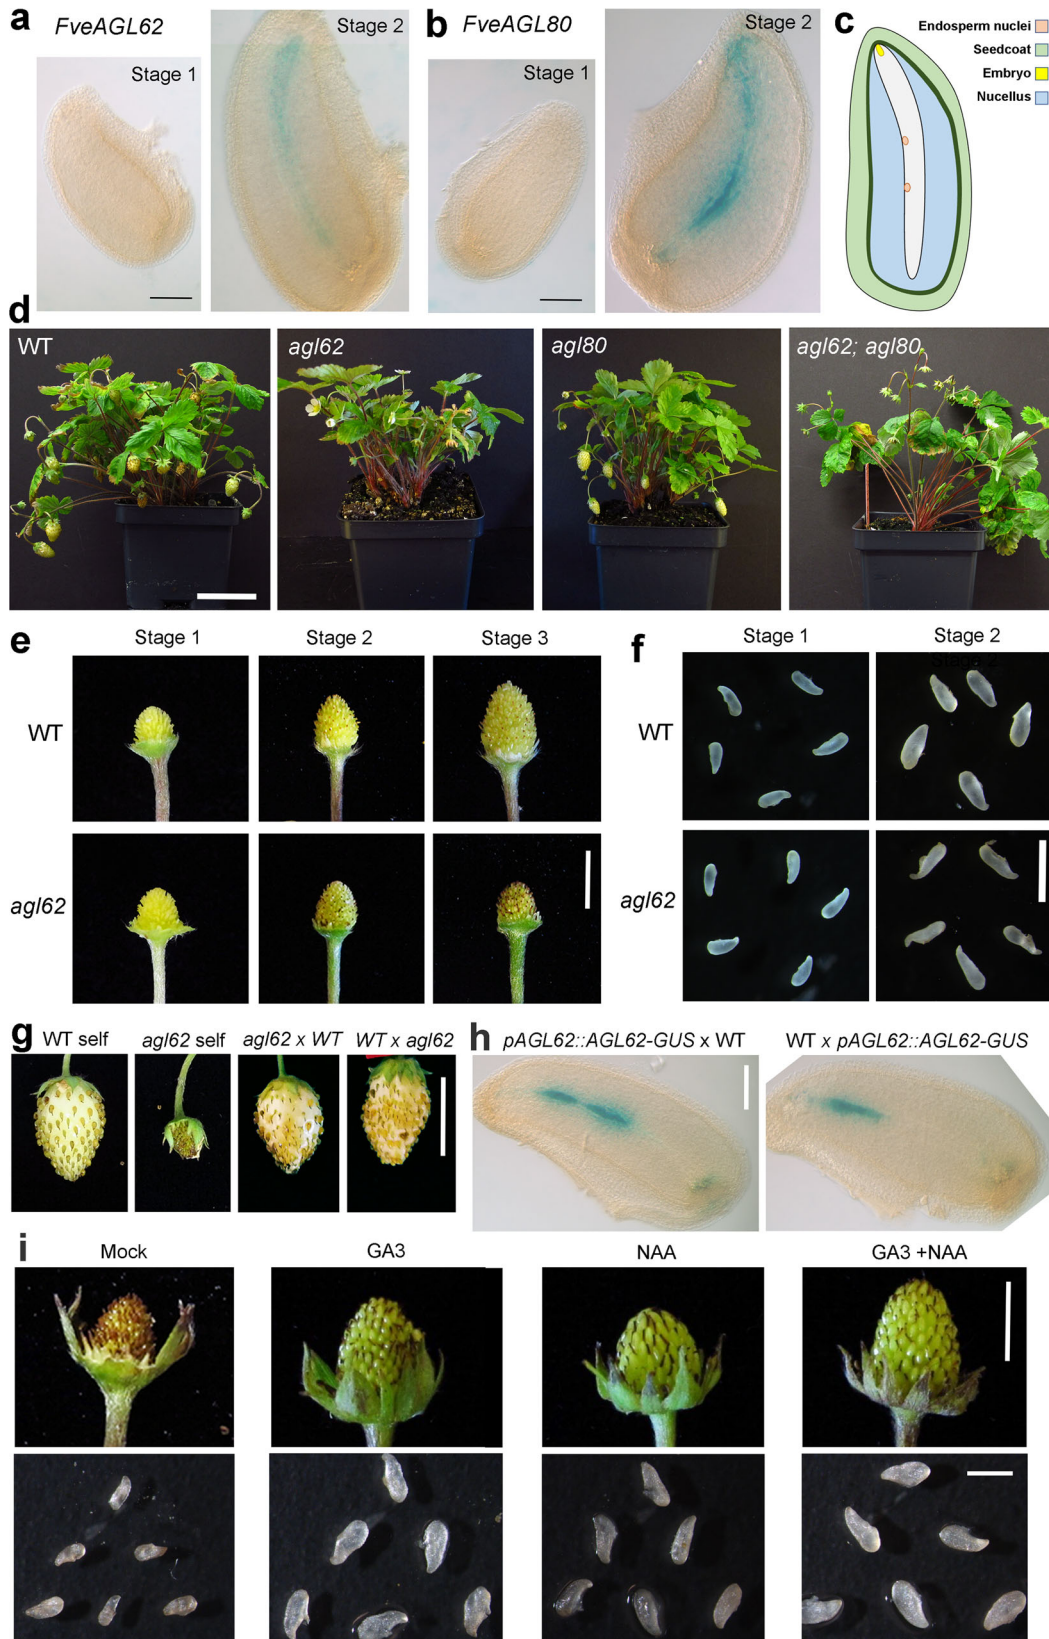 a FveAGL62 Stage 2 b FveAGL80 Stage 2 c
Endosperm nuclei
Seedcoat
Embryo
Nucellus
Stage 1 Stage 1
d
WT agl62 agl80 agl62; agl80
e Stage 1 Stage 2 Stage 3 f Stage 1 Stage 2
Stage 2
WT WT
agl62 agl62
g WT self agl62 self agl62 x WT WT x agl62 h pAGL62::AGL62-GUS x WT WT x pAGL62::AGL62-GUS
i Mock GA3 NAA GA3 +NAA